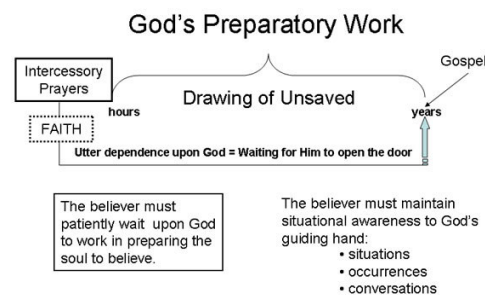 God's Preparatory Work
Gospel
Intercessory
Prayers
Drawing of Unsaved
hours
years
FAITH
Utter dependence upon God = Waiting for Him to open the door
The believer must
patiently wait upon God
to work in preparing the
soul to believe.
The believer must maintain
situational awareness to God's
guiding hand:
• situations
• occurrences
• conversations